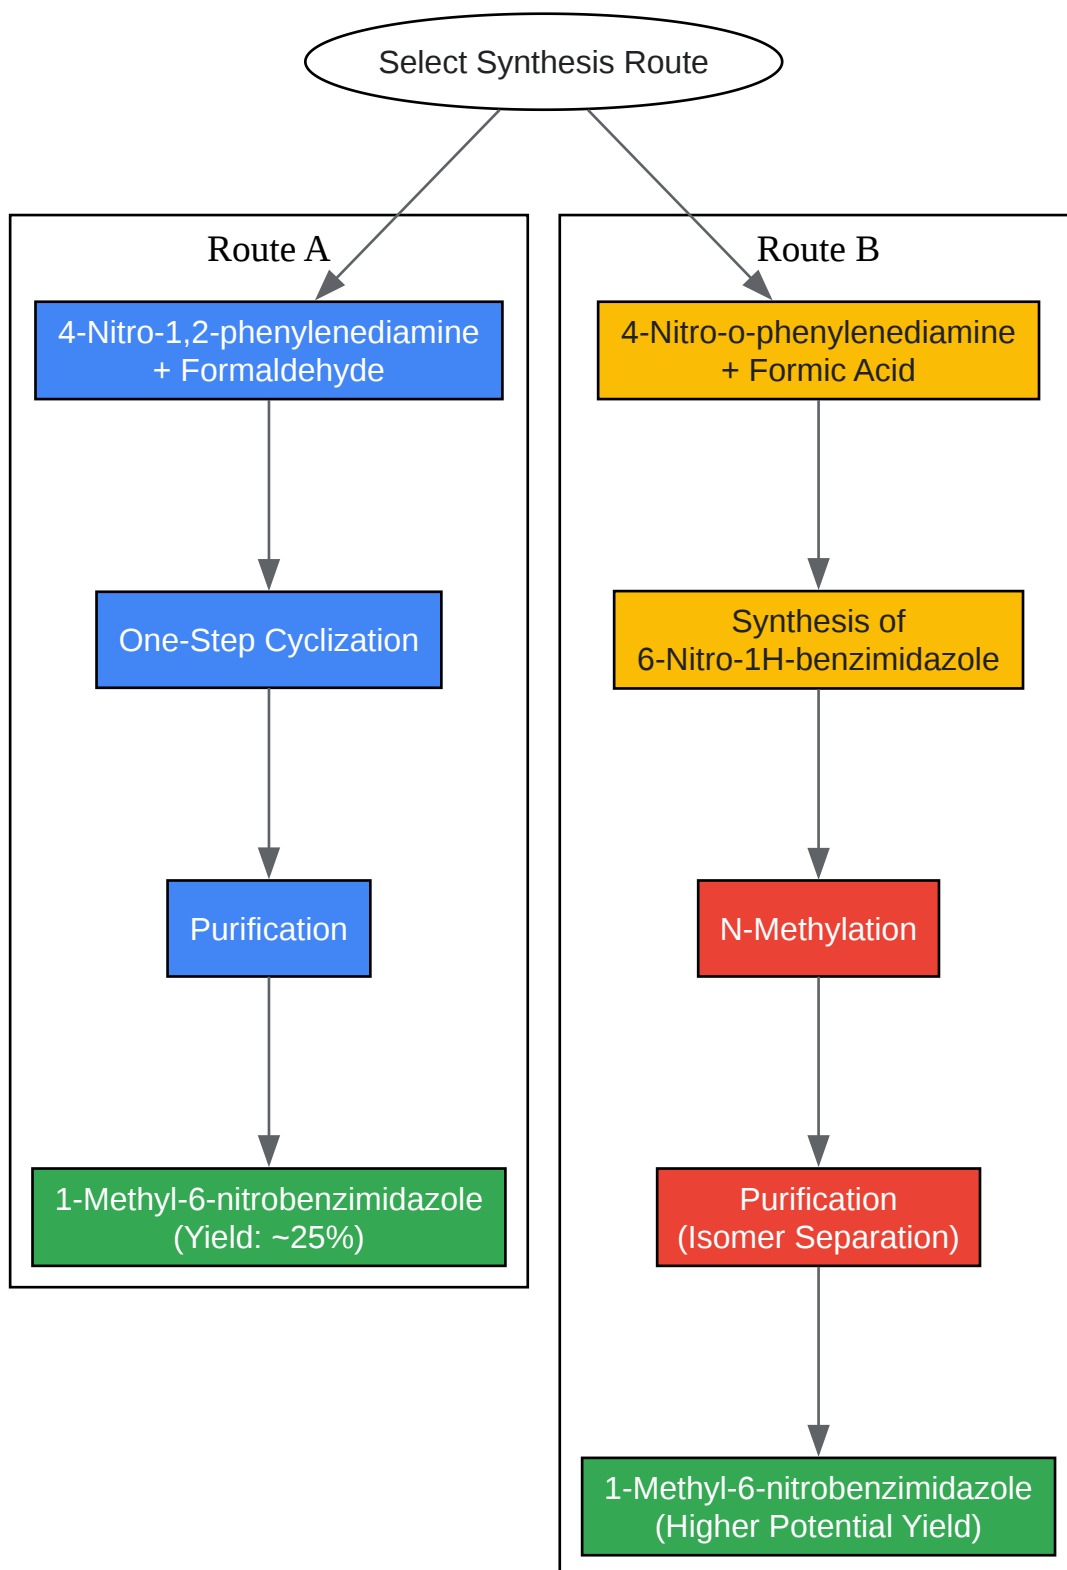 Select Synthesis Route
Route A
4-Nitro-1,2-phenylenediamine
+ Formaldehyde
One-Step Cyclization
Purification
1-Methyl-6-nitrobenzimidazole
(Yield: ~25%)
Route B
4-Nitro-o-phenylenediamine
+ Formic Acid
Synthesis of
6-Nitro-1H-benzimidazole
N-Methylation
Purification
(Isomer Separation)
1-Methyl-6-nitrobenzimidazole
(Higher Potential Yield)